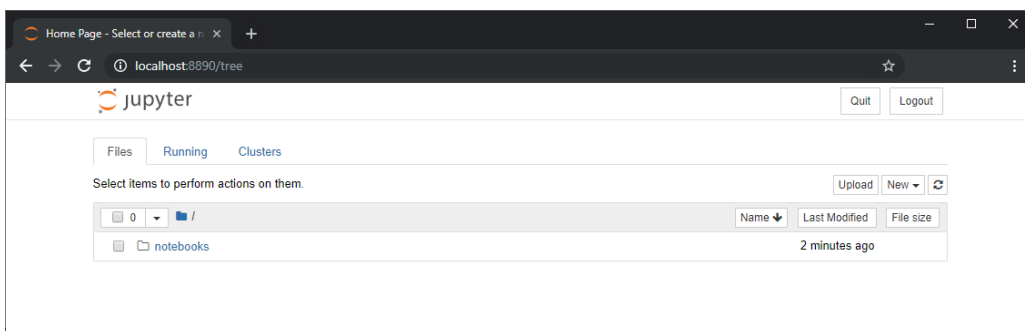 Home Page - Select or create a n
localhost:8890/tree
jupyter
Quit Logout
Files Running Clusters
Select items to perform actions on them.
Upload New
0 / Name Last Modified File size
notebooks 2 minutes ago